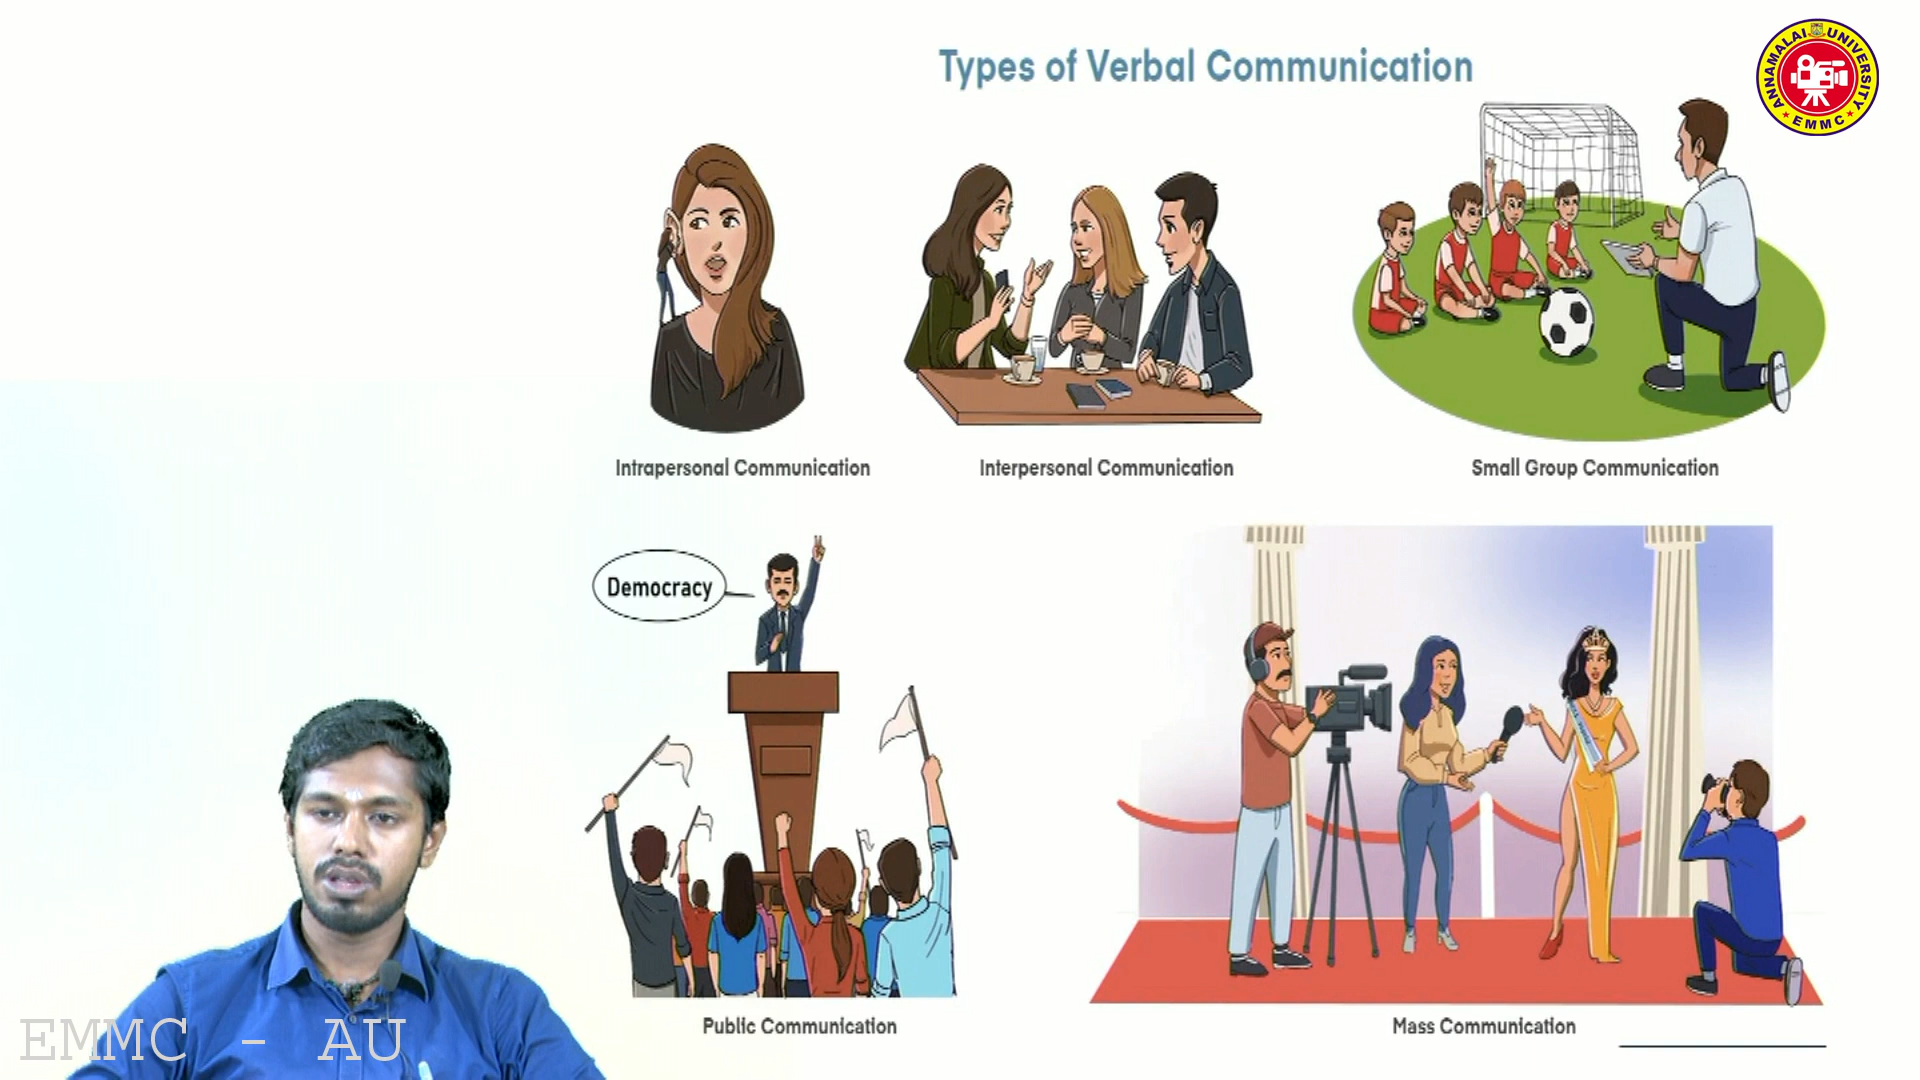 Types of Verbal Communication
ANNAMALAI UNIVERSITY
EMMC
Intrapersonal Communication
Interpersonal Communication
Small Group Communication
Democracy
Public Communication
Mass Communication
EMMC - AU